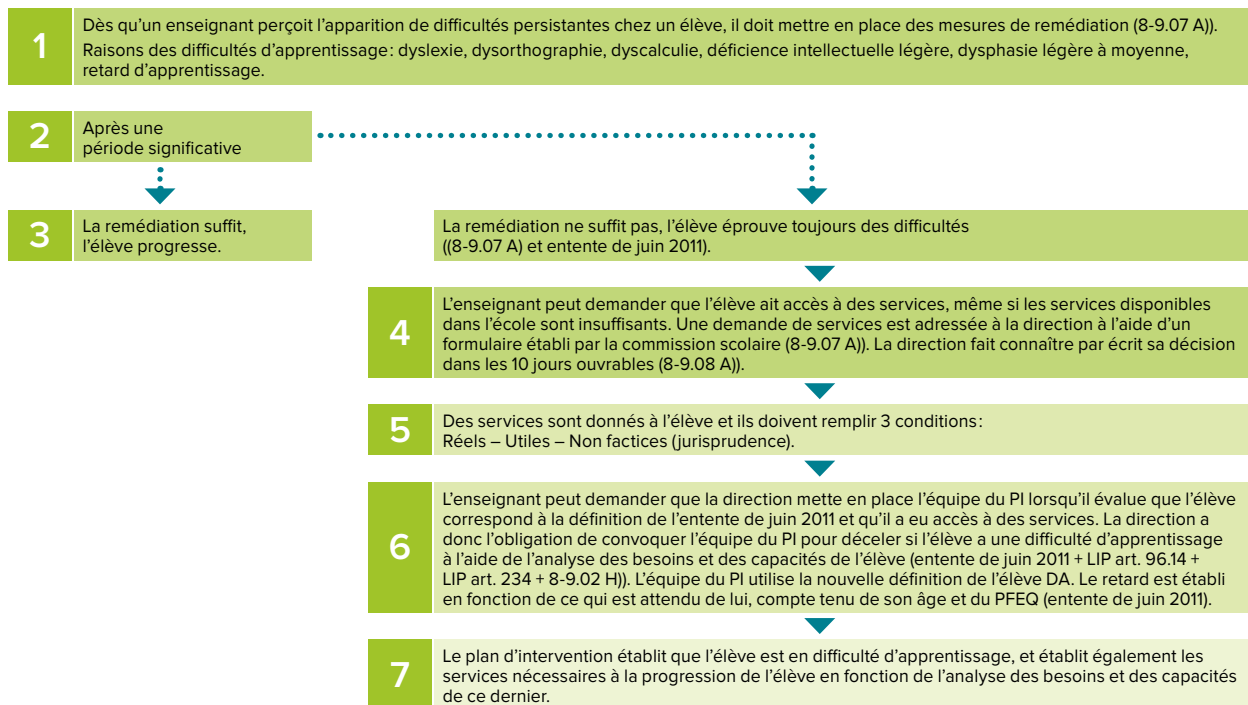 1
Dès qu'un enseignant perçoit l'apparition de difficultés persistantes chez un élève, il doit mettre en place des mesures de remédiation (8-9.07 A)).
Raisons des difficultés d'apprentissage : dyslexie, dysorthographie, dyscalculie, déficience intellectuelle légère, dysphasie légère à moyenne,
retard d'apprentissage.
2
Après une
période significative
3
La remédiation suffit,
l'élève progresse.
La remédiation ne suffit pas, l'élève éprouve toujours des difficultés
((8-9.07 A) et entente de juin 2011).
4
L'enseignant peut demander que l'élève ait accès à des services, même si les services disponibles
dans l'école sont insuffisants. Une demande de services est adressée à la direction à l'aide d'un
formulaire établi par la commission scolaire (8-9.07 A)). La direction fait connaître par écrit sa décision
dans les 10 jours ouvrables (8-9.08 A)).
5
Des services sont donnés à l'élève et ils doivent remplir 3 conditions :
Réels – Utiles – Non factices (jurisprudence).
6
L'enseignant peut demander que la direction mette en place l'équipe du PI lorsqu'il évalue que l'élève
correspond à la définition de l'entente de juin 2011 et qu'il a eu accès à des services. La direction a
donc l'obligation de convoquer l'équipe du PI pour déceler si l'élève a une difficulté d'apprentissage
à l'aide de l'analyse des besoins et des capacités de l'élève (entente de juin 2011 + LIP art. 96.14 +
LIP art. 234 + 8-9.02 H)). L'équipe du PI utilise la nouvelle définition de l'élève DA. Le retard est établi
en fonction de ce qui est attendu de lui, compte tenu de son âge et du PFEQ (entente de juin 2011).
7
Le plan d'intervention établit que l'élève est en difficulté d'apprentissage, et établit également les
services nécessaires à la progression de l'élève en fonction de l'analyse des besoins et des capacités
de ce dernier.